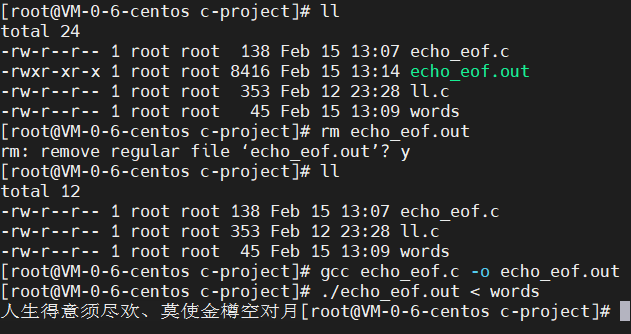 [root@VM-0-6-centos c-project]# ll
total 24
-rw-r--r-- 1 root root  138 Feb 15 13:07 echo_eof.c
-rwxr-xr-x 1 root root 8416 Feb 15 13:14 echo_eof.out
-rw-r--r-- 1 root root  353 Feb 12 23:28 ll.c
-rw-r--r-- 1 root root   45 Feb 15 13:09 words
[root@VM-0-6-centos c-project]# rm echo_eof.out
rm: remove regular file ‘echo_eof.out’? y
[root@VM-0-6-centos c-project]# ll
total 12
-rw-r--r-- 1 root root 138 Feb 15 13:07 echo_eof.c
-rw-r--r-- 1 root root 353 Feb 12 23:28 ll.c
-rw-r--r-- 1 root root  45 Feb 15 13:09 words
[root@VM-0-6-centos c-project]# gcc echo_eof.c -o echo_eof.out
[root@VM-0-6-centos c-project]# ./echo_eof.out < words
人生得意须尽欢、莫使金樽空对月[root@VM-0-6-centos c-project]#